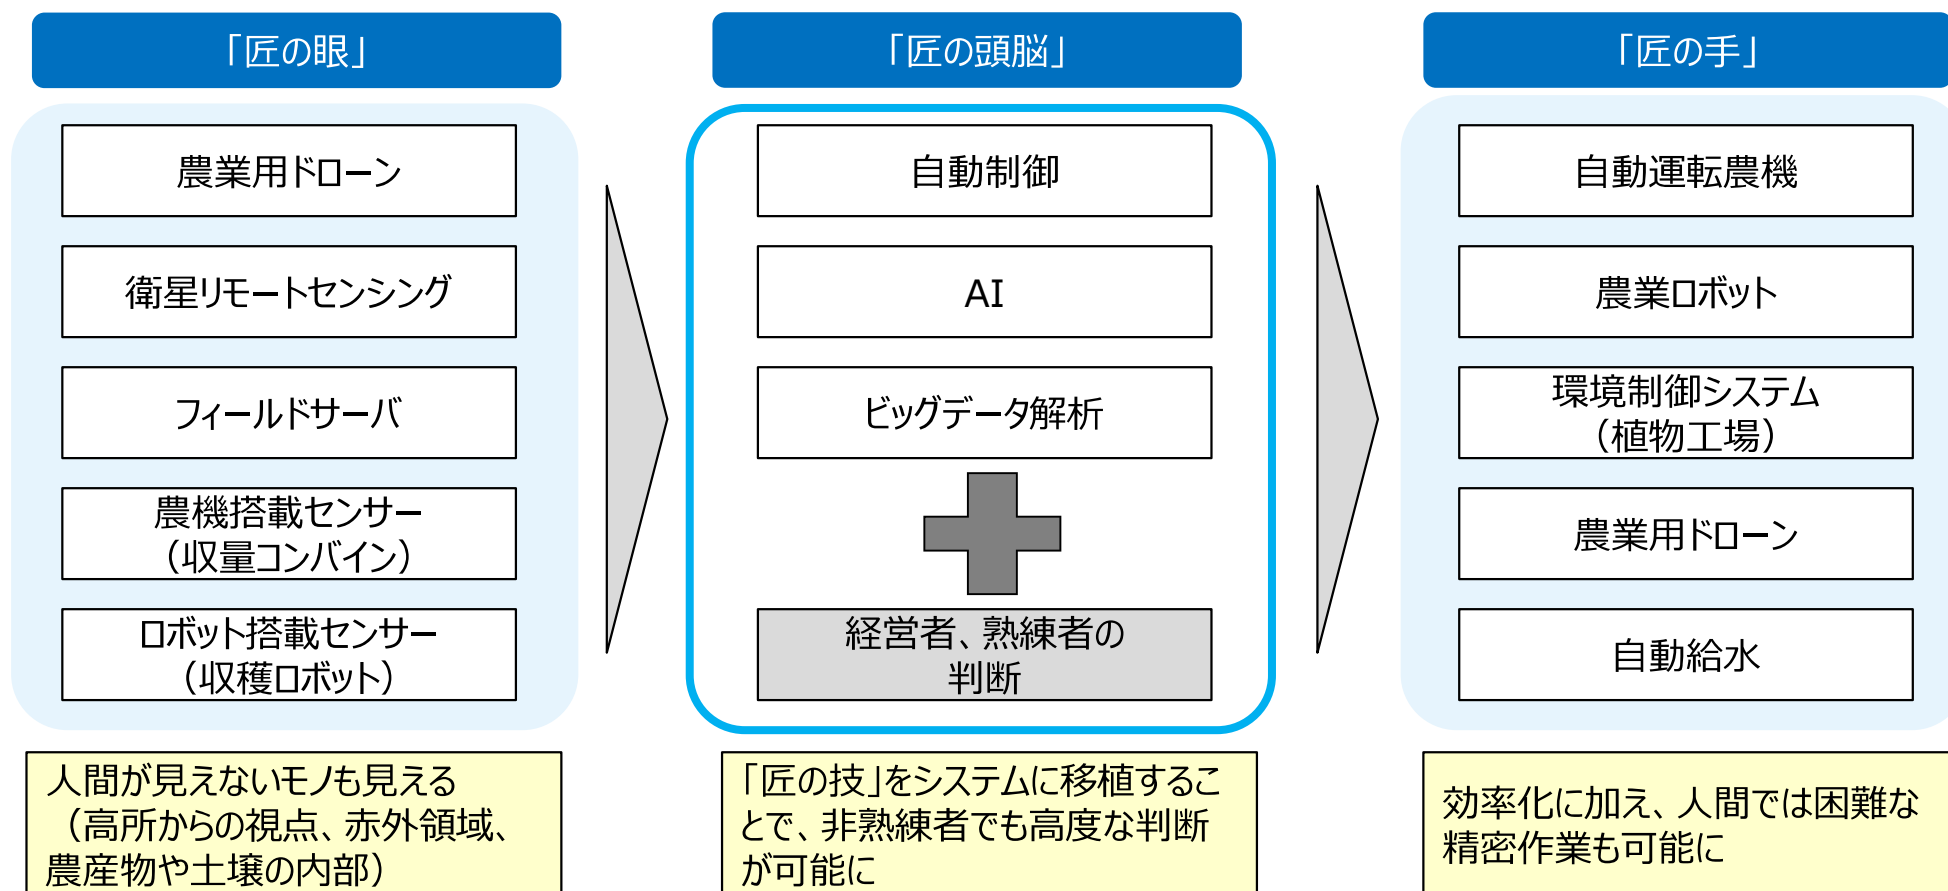 「匠の眼」
農業用ドローン
衛星リモートセンシング
フィールドサーバ
農機搭載センサー
（収量コンバイン）
ロボット搭載センサー
（収穫ロボット）
人間が見えないモノも見える
（高所からの視点、赤外領域、
農産物や土壌の内部）
「匠の頭脳」
自動制御
AI
ビッグデータ解析
経営者、熟練者の
判断
「匠の技」をシステムに移植するこ
とで、非熟練者でも高度な判断
が可能に
「匠の手」
自動運転農機
農業ロボット
環境制御システム
（植物工場）
農業用ドローン
自動給水
効率化に加え、人間では困難な
精密作業も可能に